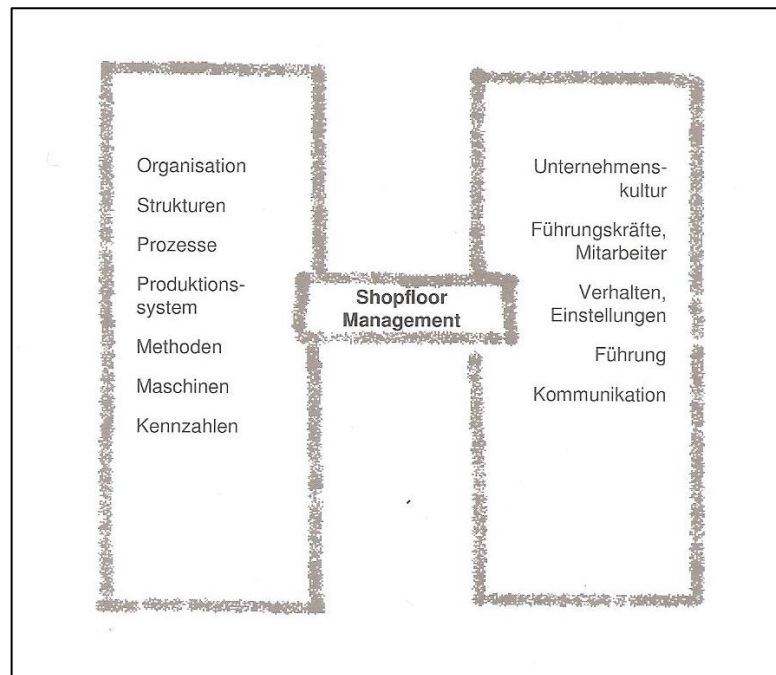 Organisation
Strukturen
Prozesse
Produktions-
system
Methoden
Maschinen
Kennzahlen
Shopfloor
Management
Unternehmens-
kultur
Führungskräfte,
Mitarbeiter
Verhalten,
Einstellungen
Führung
Kommunikation